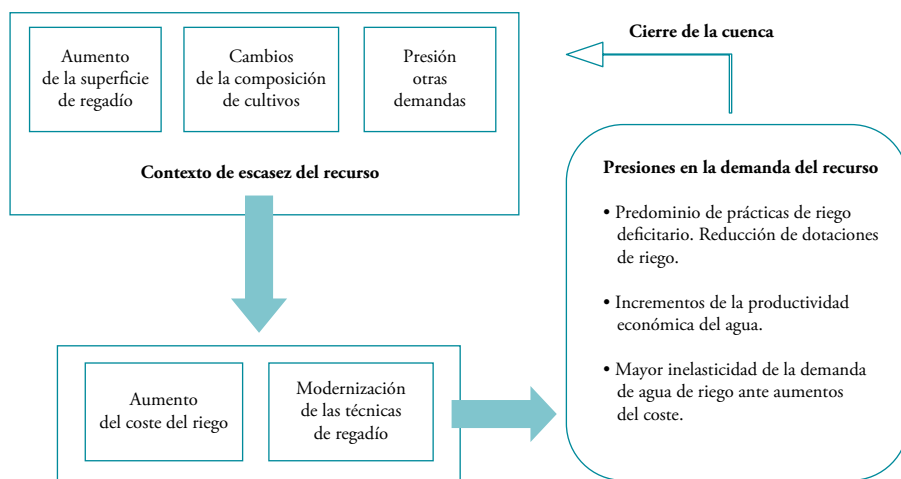 Aumento
de la superficie
de regadío
Cambios
de la composición
de cultivos
Presión
otras
demandas
Contexto de escasez del recurso
Cierre de la cuenca
Presiones en la demanda del recurso
• Predominio de prácticas de riego
deficitario. Reducción de dotaciones
de riego.
• Incrementos de la productividad
económica del agua.
• Mayor inelasticidad de la demanda
de agua de riego ante aumentos
del coste.
Aumento
del coste del riego
Modernización
de las técnicas
de regadío